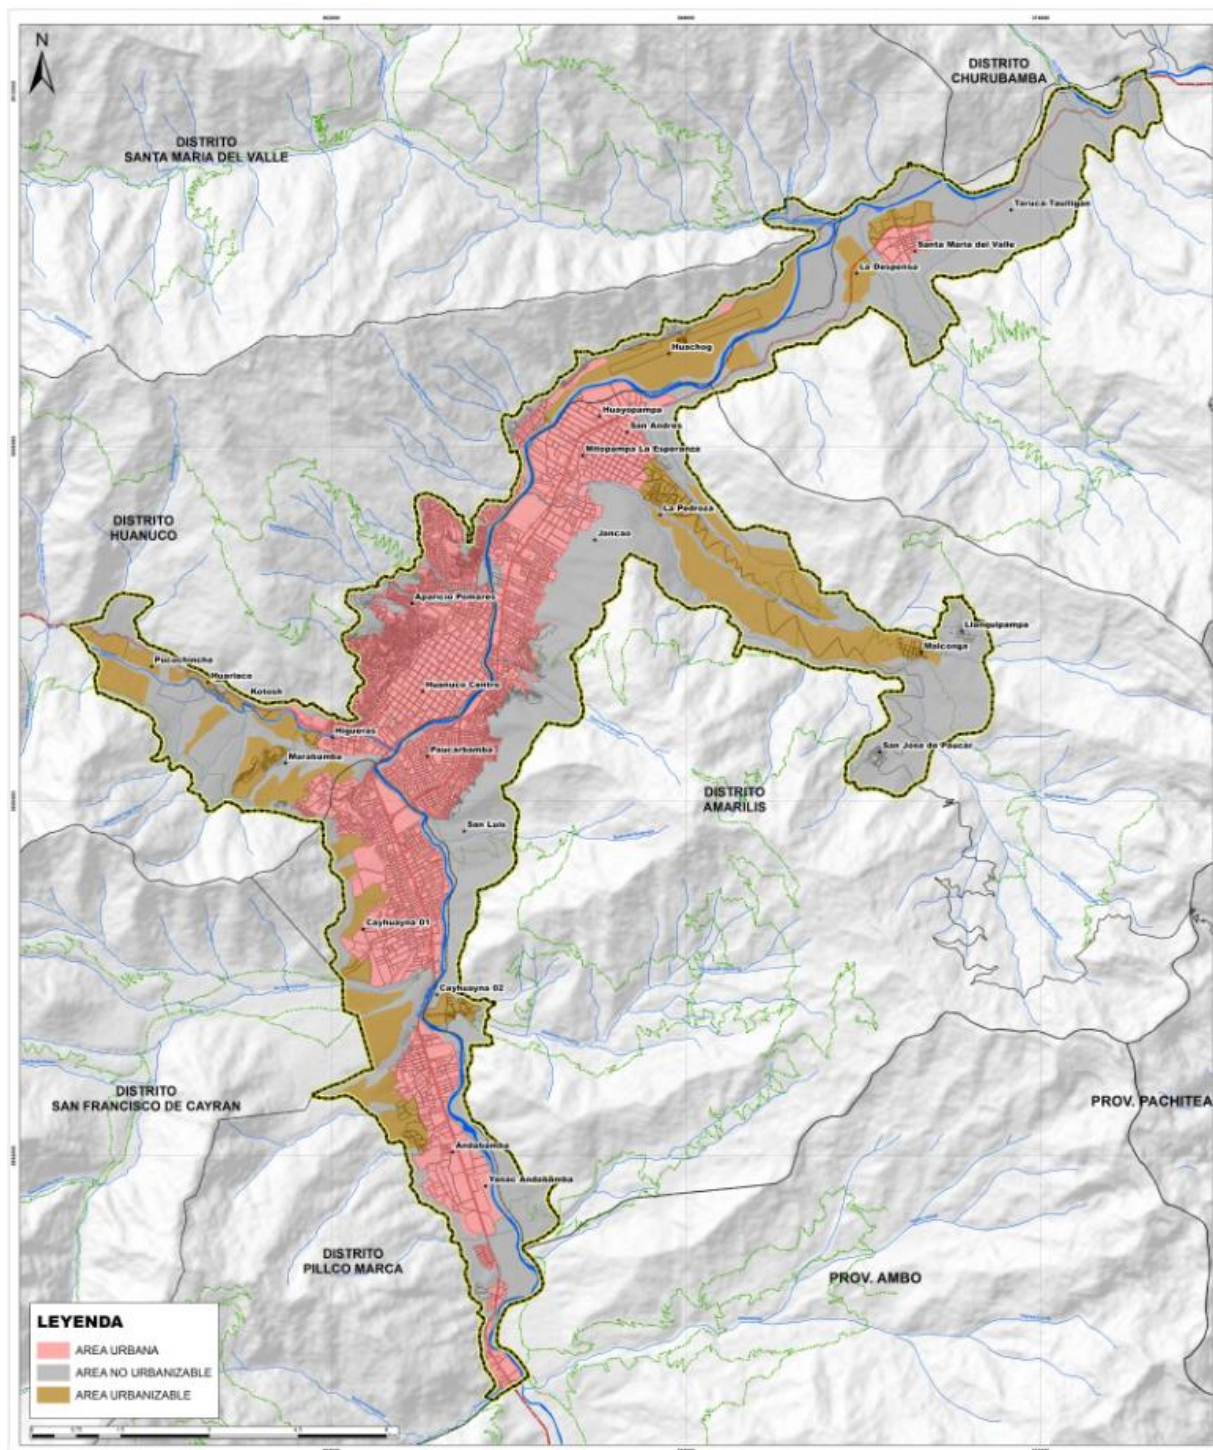 N
DISTRITO
CHURUBAMBA
DISTRITO
SANTA MARIA DEL VALLE
Taruca-Taulligan
Santa Maria del Valle
La Despensa
Huachog
Huayopampa
San Andres
Mitopampa La Esperanza
La Pedroza
DISTRITO
HUANUCO
Jancao
Aparicio Pomares
Llanquipampa
Malconga
Pucuchincha
Huariaco
Kotosh
Huanuco Centro
Higueras
Paucarbamba
San Jose de Paucar
Marabamba
DISTRITO
AMARILIS
San Luis
Cayhuayna 01
Cayhuayna 02
DISTRITO
SAN FRANCISCO DE CAYRAN
PROV. PACHITEA
Andabamba
Yanac Andabamba
DISTRITO
PILLCO MARCA
PROV. AMBO
LEYENDA
AREA URBANA
AREA NO URBANIZABLE
AREA URBANIZABLE